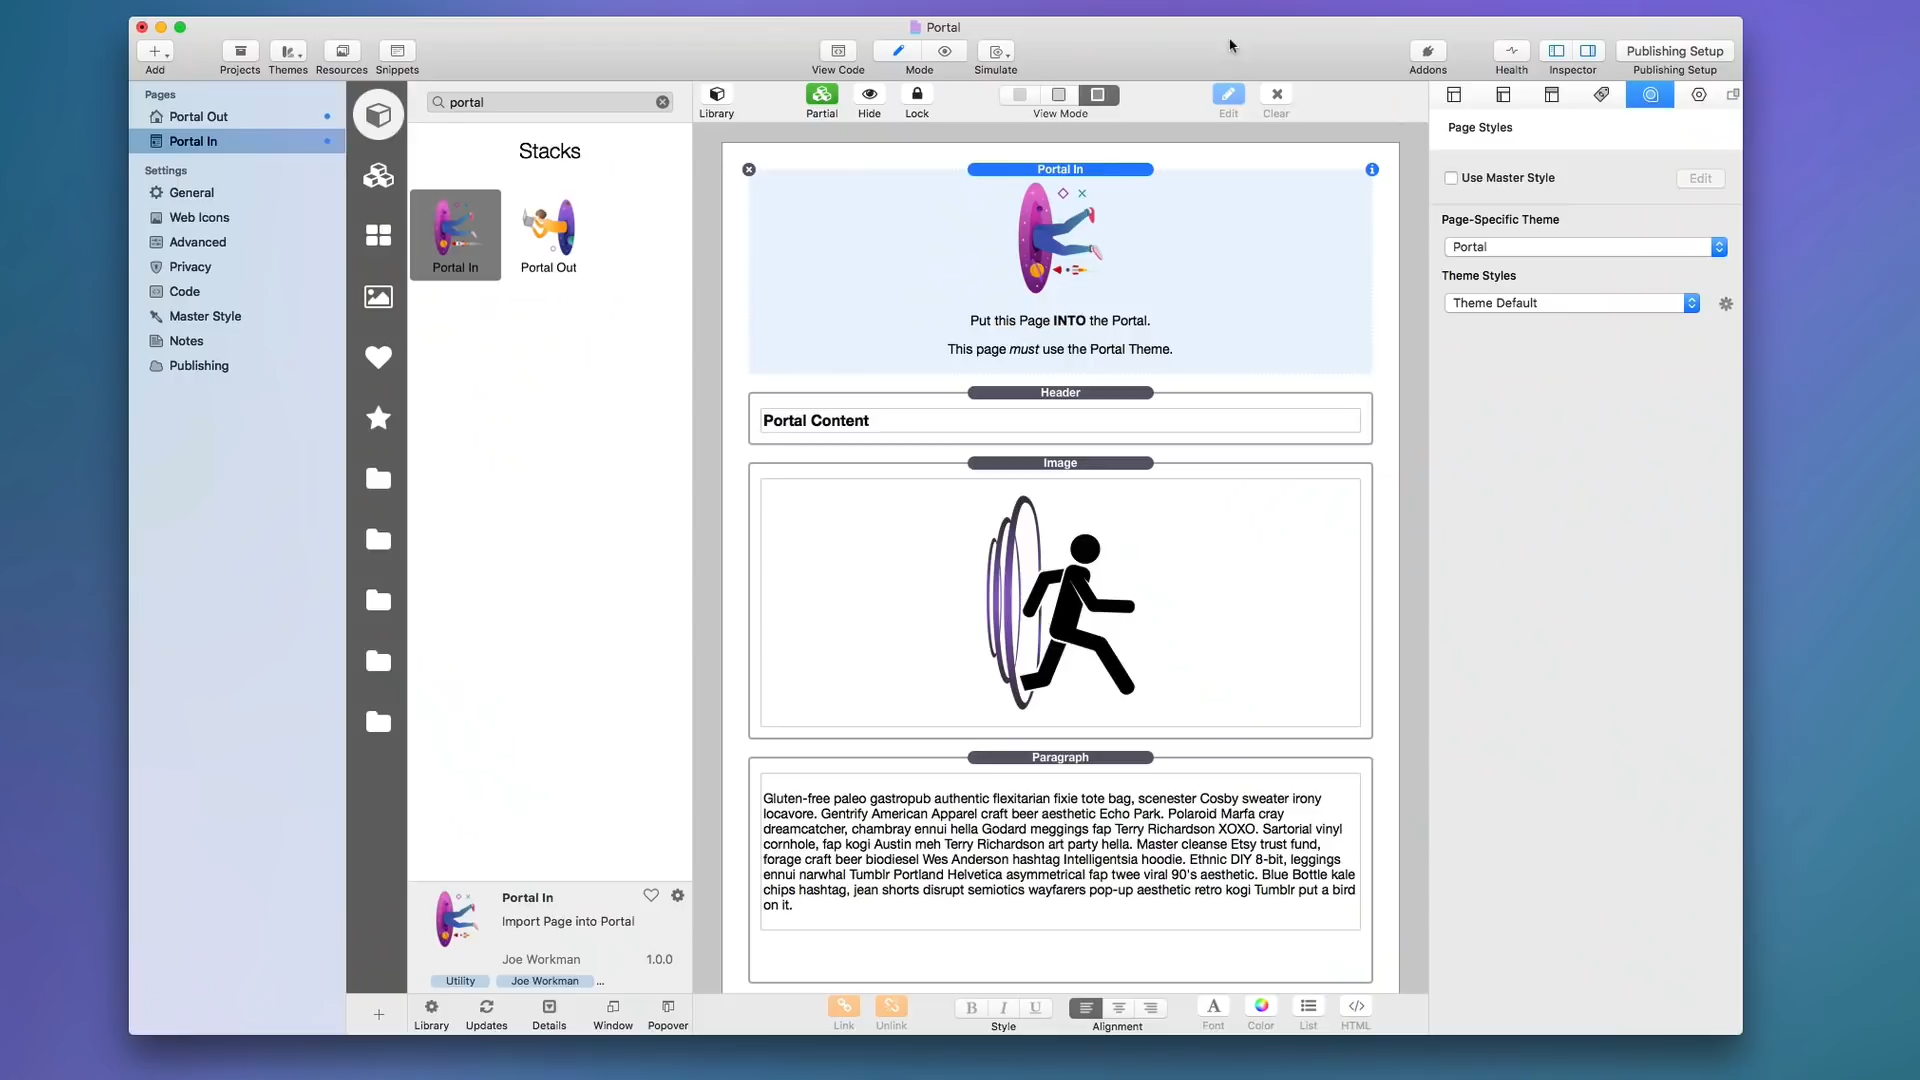 Portal
Add
Projects
Themes
Resources
Snippets
View Code
Mode
Simulate
Addons
Health
Inspector
Publishing Setup
Publishing Setup
Pages
Portal Out
Portal In
Settings
General
Web Icons
Advanced
Privacy
Code
Master Style
Notes
Publishing
portal
Stacks
Portal In
Portal Out
Portal In
Import Page into Portal
Joe Workman
1.0.0
Utility
Joe Workman
...
Library
Updates
Details
Window
Popover
Library
Partial
Hide
Lock
View Mode
Edit
Clear
Portal In
Put this Page INTO the Portal.
This page must use the Portal Theme.
Header
Portal Content
Image
Paragraph
Gluten-free paleo gastropub authentic flexitarian fixie tote bag, scenester Cosby sweater irony
locavore. Gentrify American Apparel craft beer aesthetic Echo Park. Polaroid Marfa cray
dreamcatcher, chambray ennui hella Godard meggings fap Terry Richardson XOXO. Sartorial vinyl
cornhole, fap kogi Austin meh Terry Richardson art party hella. Master cleanse Etsy trust fund,
forage craft beer biodiesel Wes Anderson hashtag Intelligentsia hoodie. Ethnic DIY 8-bit, leggings
ennui narwhal Tumblr Portland Helvetica asymmetrical fap twee viral 90's aesthetic. Blue Bottle kale
chips hashtag, jean shorts disrupt semiotics wayfarers pop-up aesthetic retro kogi Tumblr put a bird
on it.
Link
Unlink
B I U
Style
Alignment
A
Font
Color
List
HTML
Page Styles
Use Master Style
Edit
Page-Specific Theme
Portal
Theme Styles
Theme Default